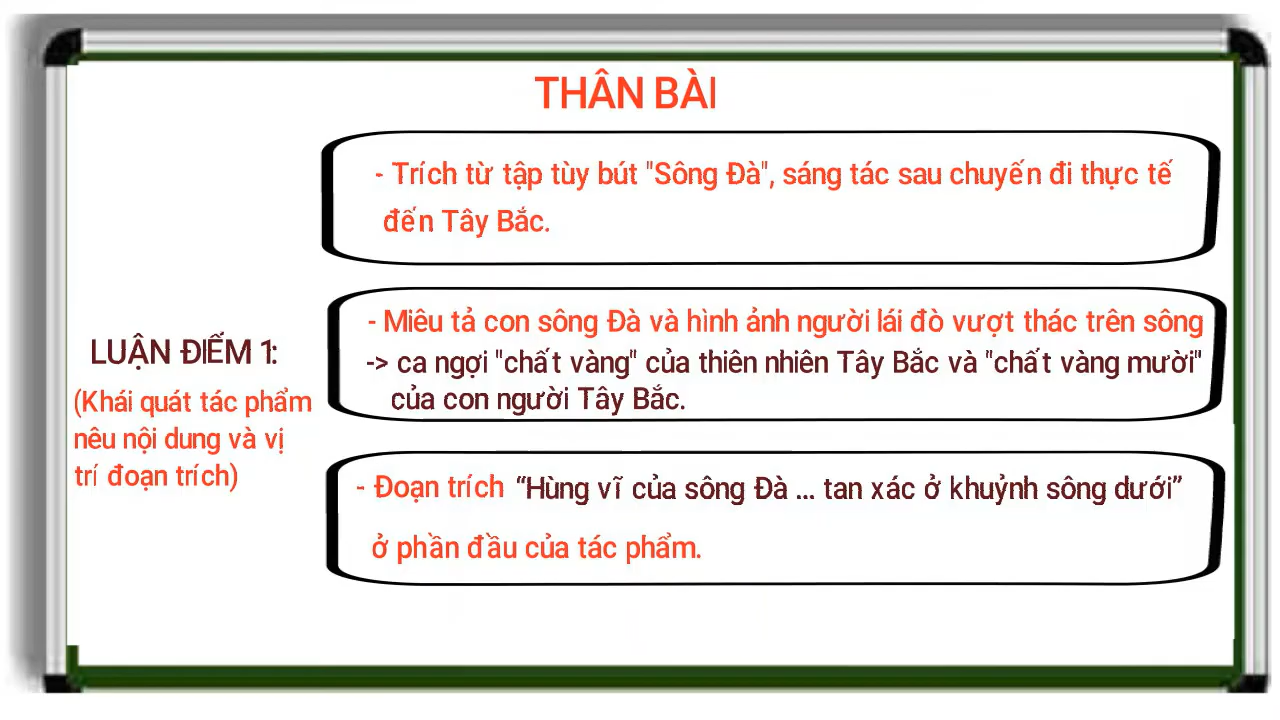 THÂN BÀI
- Trích từ tập tùy bút "Sông Đà", sáng tác sau chuyến đi thực tế
đến Tây Bắc.
- Miêu tả con sông Đà và hình ảnh người lái đò vượt thác trên sông
-> ca ngợi "chất vàng" của thiên nhiên Tây Bắc và "chất vàng mười"
của con người Tây Bắc.
LUẬN ĐIỂM 1:
(Khái quát tác phẩm
nêu nội dung và vị
trí đoạn trích)
- Đoạn trích “Hùng vĩ của sông Đà ... tan xác ở khuỷnh sông dưới”
ở phần đầu của tác phẩm.